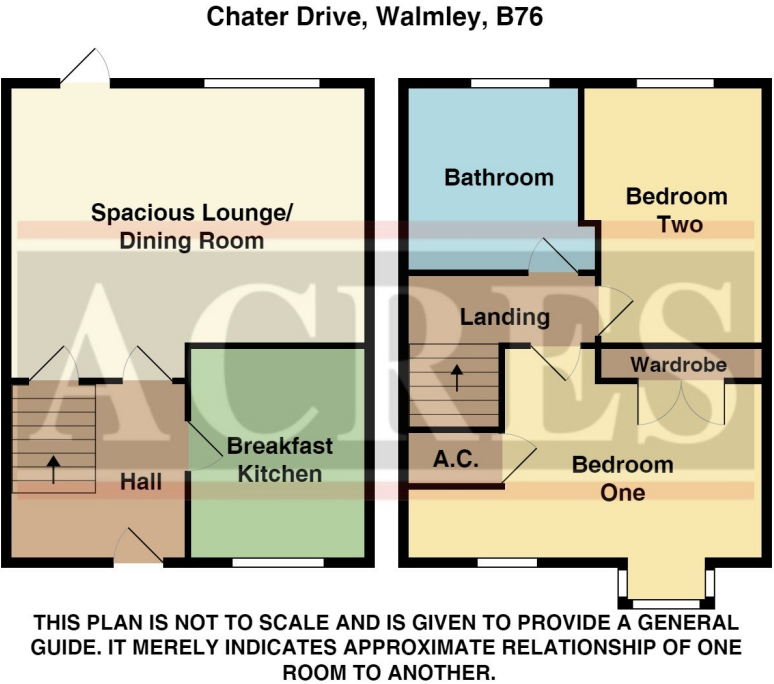 Chater Drive, Walmley, B76
Spacious Lounge/
Dining Room
Hall
Breakfast
Kitchen
Bathroom
Bedroom
Two
Landing
Wardrobe
A.C.
Bedroom
One
ACRES
THIS PLAN IS NOT TO SCALE AND IS GIVEN TO PROVIDE A GENERAL
GUIDE. IT MERELY INDICATES APPROXIMATE RELATIONSHIP OF ONE
ROOM TO ANOTHER.